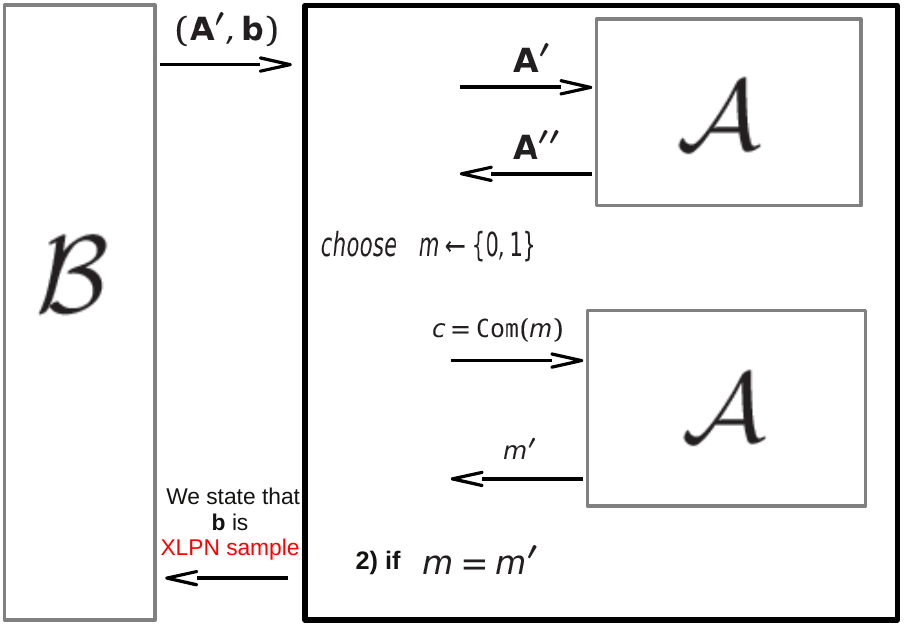 (A′, b)
A′
𝒜
A′′
ℬ
choose m ← {0, 1}
c = Com(m)
𝒜
m′
We state that
b is
XLPN sample
2) if m = m′